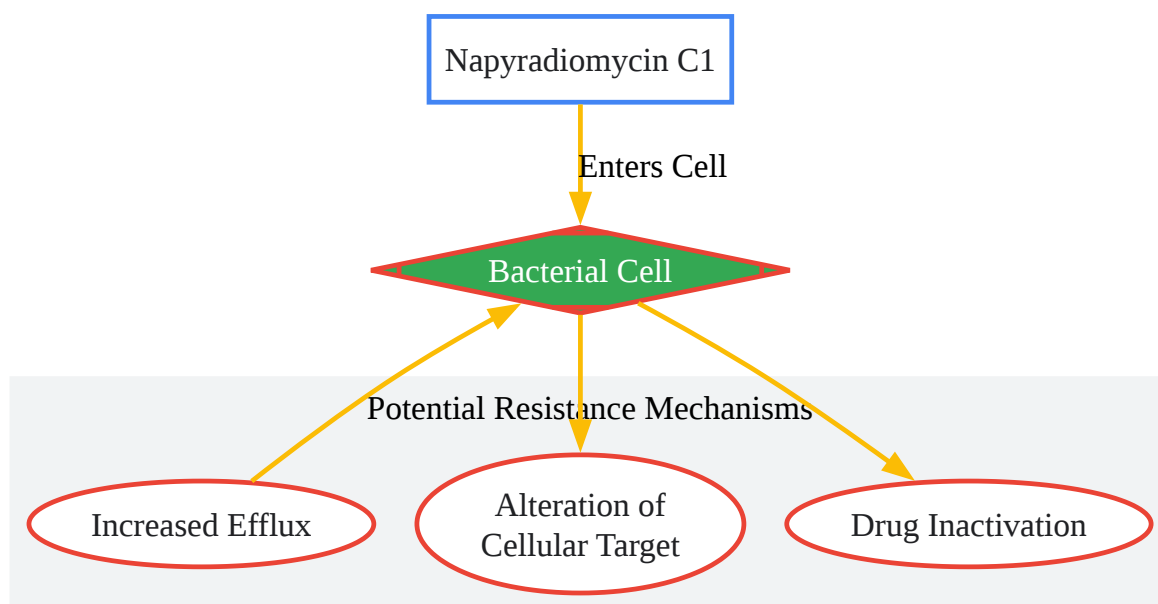 Napyradiomycin C1
Enters Cell
Bacterial Cell
Potential Resistance Mechanisms
Increased Efflux
Alteration of
Cellular Target
Drug Inactivation